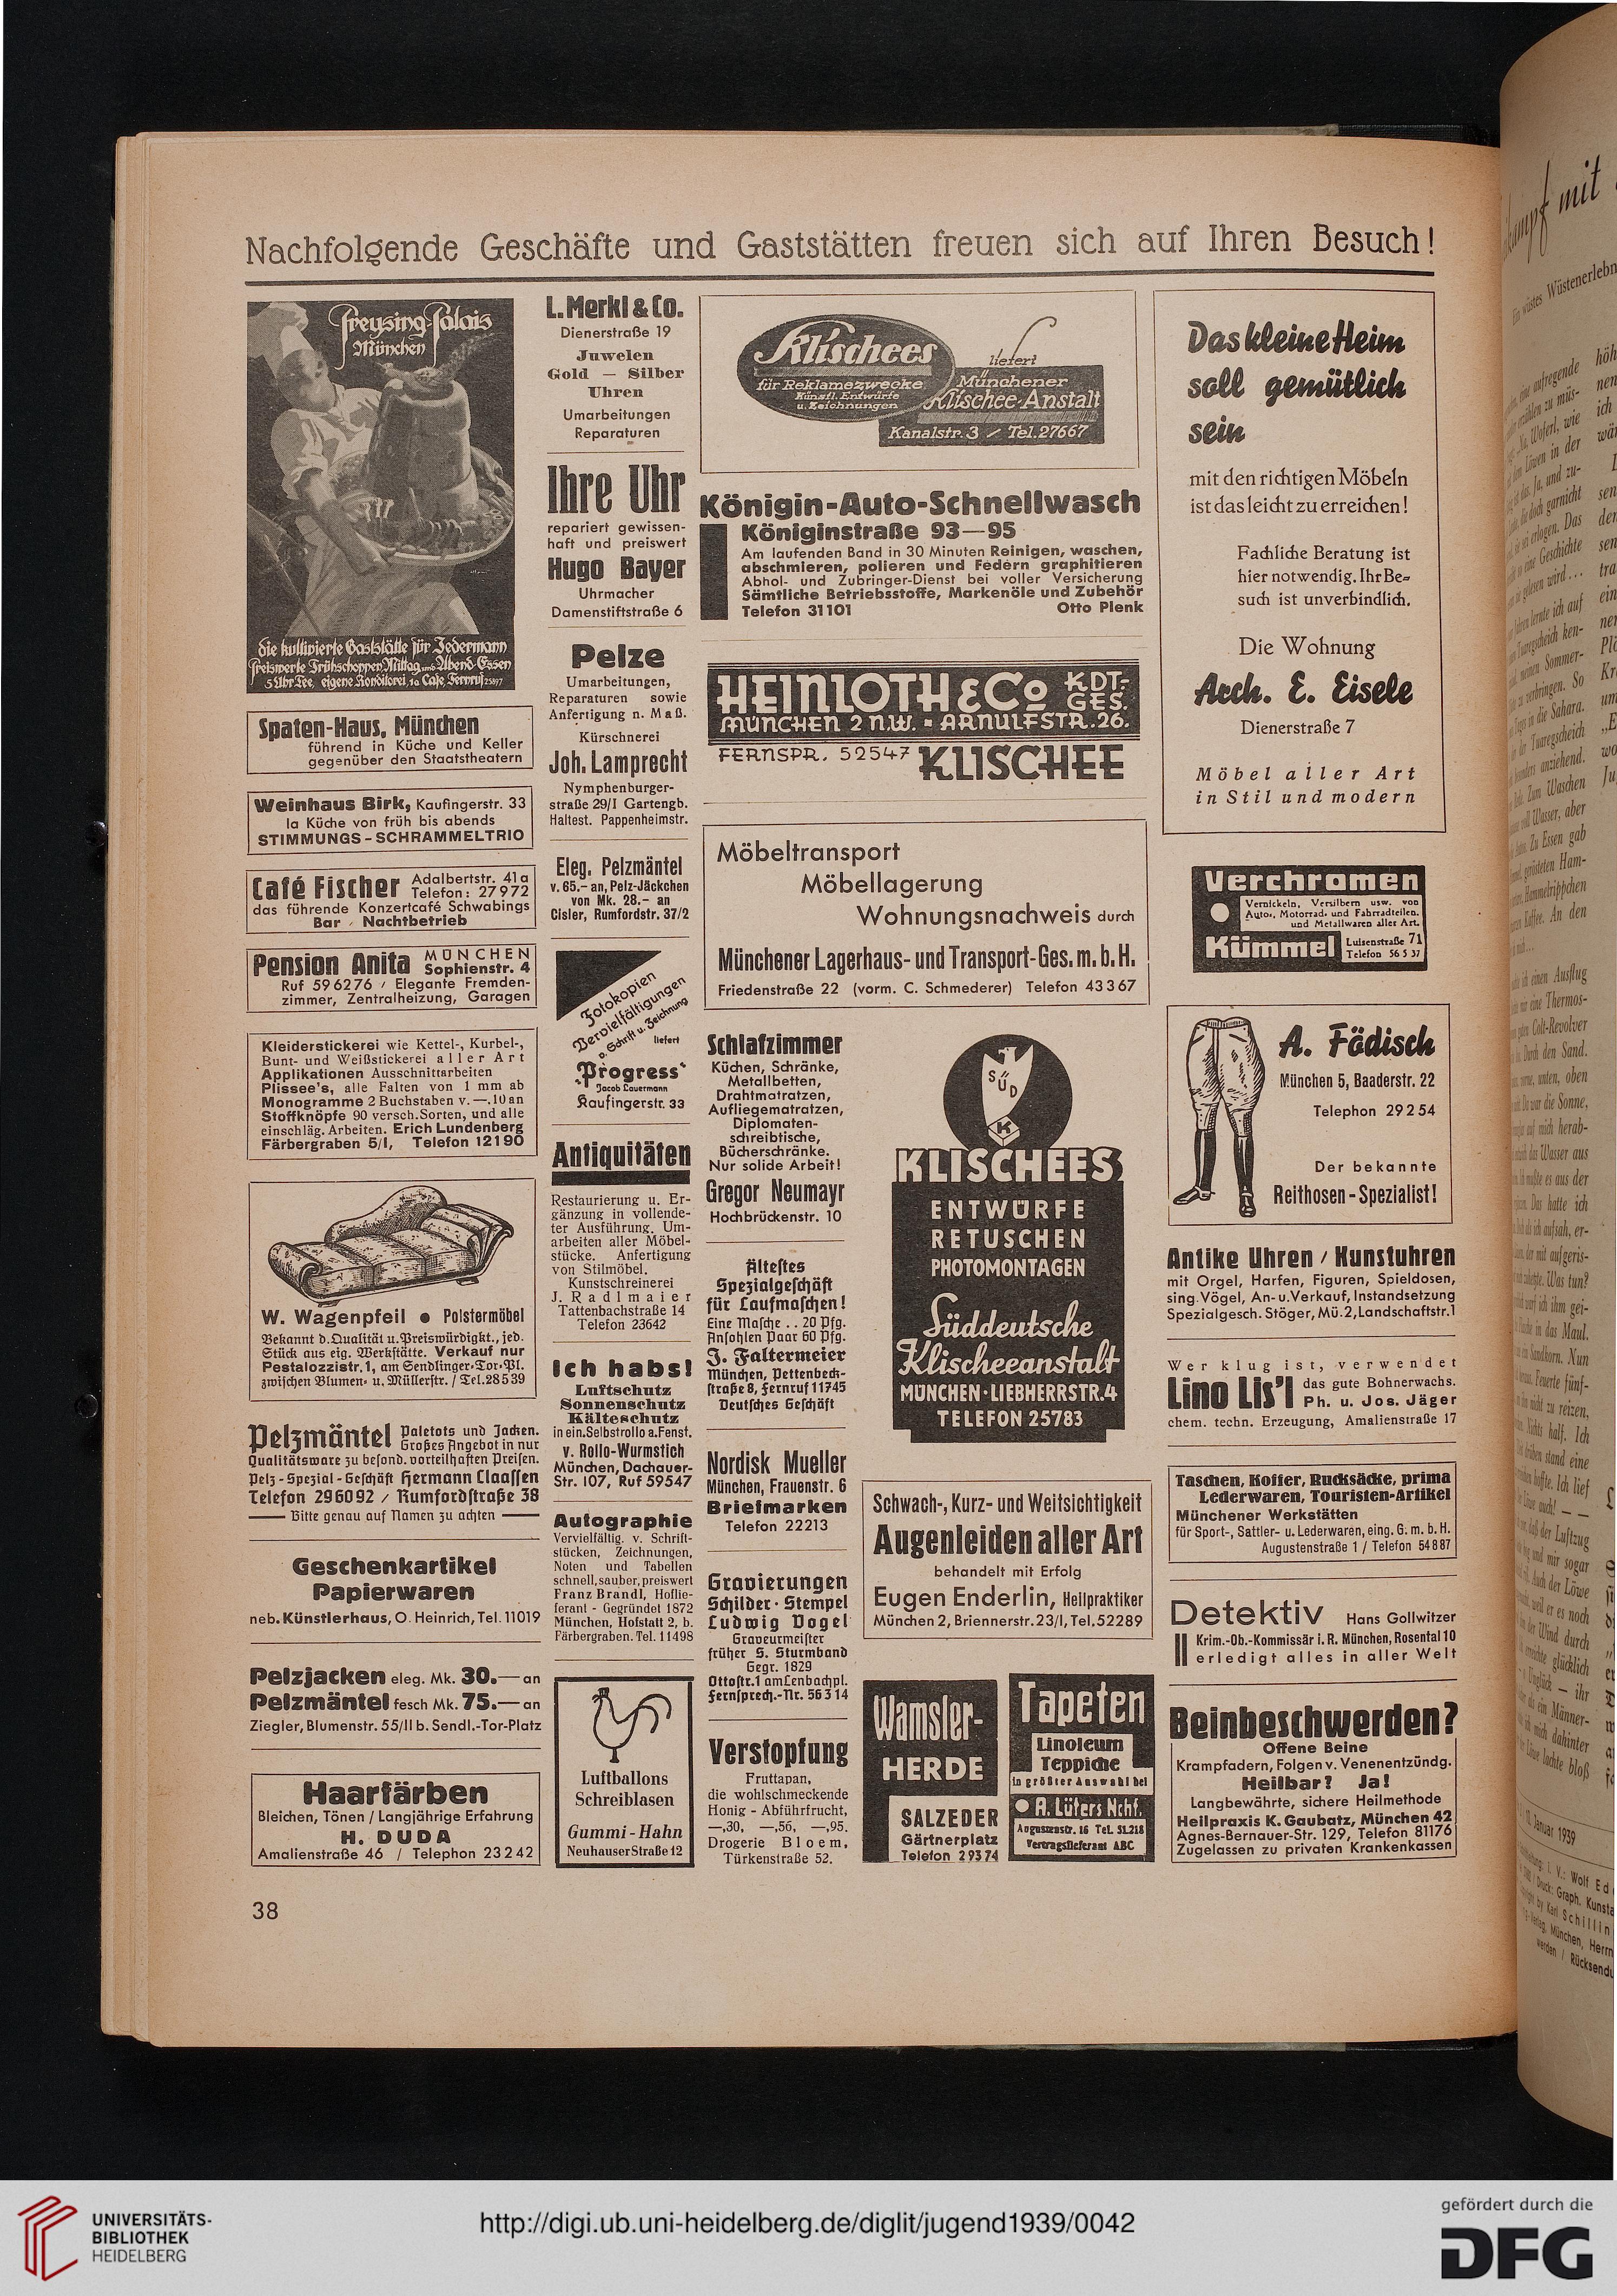 Nachfolgende Geschäfte und Gaststätten freuen sich auf Ihren Besuch!
Freysing-Palais
München
die kultivierte Gaststätte für Jedermann
preiswerte Frühschoppen, Mittag- und Abend-Essen
5 Uhr Tee, eigene Konditorei, 1a Cafe, Fernruf 25897
Spaten-Haus, München
führend in Küche und Keller
gegenüber den Staatstheatern
Weinhaus Birk, Kaufingerstr. 33
Ia Küche von früh bis abends
STIMMUNGS-SCHRAMMELTRIO
Café Fischer Adalbertstr. 41a
Telefon: 27972
das führende Konzertcafé Schwabings
Bar / Nachtbetrieb
Pension Anita MÜNCHEN
Sophienstr. 4
Ruf 596276 / Elegante Fremden-
zimmer, Zentralheizung, Garagen
Kleiderstickerei wie Kettel-, Kurbel-,
Bunt- und Weißstickerei aller Art
Applikationen Ausschnittarbeiten
Plissee's, alle Falten von 1 mm ab
Monogramme 2 Buchstaben v. —.10 an
Stoffknöpfe 90 versch. Sorten, und alle
einschläg. Arbeiten. Erich Lundenberg
Färbergraben 5/I, Telefon 12190
W. Wagenpfeil ● Polstermöbel
Bekannt d. Qualität u. Preiswürdigkt., jed.
Stück aus eig. Werkstätte. Verkauf nur
Pestalozzistr. 1, am Sendlinger-Tor-Pl.
zwischen Blumen- u. Müllerstr. / Tel. 28539
Pelzmäntel Paletots und Jacken.
Großes Angebot in nur
Qualitätsware zu besond. vorteilhaften Preisen.
Pelz-Spezial-Geschäft Hermann Claassen
Telefon 296092 / Rumfordstraße 38
Bitte genau auf Namen zu achten
Geschenkartikel
Papierwaren
neb. Künstlerhaus, O. Heinrich, Tel. 11019
Pelzjacken eleg. Mk. 30.— an
Pelzmäntel fesch Mk. 75.— an
Ziegler, Blumenstr. 55/II b. Sendl.-Tor-Platz
Haarfärben
Bleichen, Tönen / Langjährige Erfahrung
H. DUDA
Amalienstraße 46 / Telephon 23242
38
L. Merkl & Co.
Dienerstraße 19
Juwelen
Gold — Silber
Uhren
Umarbeitungen
Reparaturen
Ihre Uhr
repariert gewissen-
haft und preiswert
Hugo Bayer
Uhrmacher
Damenstiftstraße 6
Pelze
Umarbeitungen,
Reparaturen sowie
Anfertigung n. Maß.
Kürschnerei
Joh. Lamprecht
Nymphenburger-
straße 29/I Gartengb.
Haltest. Pappenheimstr.
Eleg. Pelzmäntel
v. 65.- an, Pelz-Jäckchen
von Mk. 28.- an
Cisler, Rumfordstr. 37/2
Fotokopien
Vervielfältigungen
v. Schrift u. Zeichnung
liefert
"Progress"
Jacob Lauermann
Kaufingerstr. 33
Antiquitäten
Restaurierung u. Er-
gänzung in vollende-
ter Ausführung. Um-
arbeiten aller Möbel-
stücke. Anfertigung
von Stilmöbel.
Kunstschreinerei
J. Radlmaier
Tattenbachstraße 14
Telefon 23642
Ich habs!
Luftschutz
Sonnenschutz
Kälteschutz
in ein. Selbstrollo a. Fenst.
v. Rollo-Wurmstich
München, Dachauer-
Str. 107, Ruf 59547
Autographie
Vervielfältig. v. Schrift-
stücken, Zeichnungen,
Noten und Tabellen
schnell, sauber, preiswert
Franz Brandl, Hoflie-
ferant - Gegründet 1872
München, Hofstatt 2, b.
Färbergraben. Tel. 11498
Luftballons
Schreiblasen
Gummi-Hahn
Neuhauser Straße 12
Klischees
für Reklamezwecke
Künstl. Entwürfe
u. Zeichnungen
liefert
Münchener
Klischee-Anstalt
Kanalstr. 3 / Tel. 27667
Königin-Auto-Schnellwasch
Königinstraße 93—95
Am laufenden Band in 30 Minuten Reinigen, waschen,
abschmieren, polieren und Federn graphitieren
Abhol- und Zubringer-Dienst bei voller Versicherung
Sämtliche Betriebsstoffe, Markenöle und Zubehör
Telefon 31101 Otto Plenk
HEINLOTH & Co KDT.-
GES.
MÜNCHEN 2 N.W. - ARNULFSTR. 26.
FERNSPR. 52547 KLISCHEE
Möbeltransport
Möbellagerung
Wohnungsnachweis durch
Münchener Lagerhaus- und Transport-Ges. m. b. H.
Friedenstraße 22 (vorm. C. Schmederer) Telefon 43367
Schlafzimmer
Küchen, Schränke,
Metallbetten,
Drahtmatratzen,
Aufliegematratzen,
Diplomaten-
schreibtische,
Bücherschränke.
Nur solide Arbeit!
Gregor Neumayr
Hochbrückenstr. 10
Ältestes
Spezialgeschäft
für Laufmaschen!
Eine Masche .. 20 Pfg.
Ansohlen Paar 60 Pfg.
J. Faltermeier
München, Pettenbeck-
straße 8, Fernruf 11745
Deutsches Geschäft
Nordisk Mueller
München, Frauenstr. 6
Briefmarken
Telefon 22213
Gravierungen
Schilder · Stempel
Ludwig Vogel
Graveurmeister
früher S. Sturmband
Gegr. 1829
Ottostr. 1 am Lenbachpl.
Fernsprech.-Nr. 56314
Verstopfung
Fruttapan,
die wohlschmeckende
Honig - Abführfrucht,
—,30, —,56, —,95.
Drogerie Bloem,
Türkenstraße 52.
SÜD
K
KLISCHEES
ENTWÜRFE
RETUSCHEN
PHOTOMONTAGEN
Süddeutsche
Klischeeanstalt
MÜNCHEN · LIEBHERRSTR. 4
TELEFON 25783
Schwach-, Kurz- und Weitsichtigkeit
Augenleiden aller Art
behandelt mit Erfolg
Eugen Enderlin, Heilpraktiker
München 2, Briennerstr. 23/I, Tel. 52289
Wamsler-
HERDE
SALZEDER
Gärtnerplatz
Telefon 29374
Tapeten
Linoleum
Teppiche
in größter Auswahl bei
A. Lüfers Nchf.
Augustenstr. 16 Tel. 51218
Vertragslieferant ABC
Das kleine Heim
soll gemütlich
sein
mit den richtigen Möbeln
ist das leicht zu erreichen!
Fachliche Beratung ist
hier notwendig. Ihr Be-
such ist unverbindlich.
Die Wohnung
Arch. E. Eisele
Dienerstraße 7
Möbel aller Art
in Stil und modern
Verchromen
Vernickeln, Versilbern usw. von
Autos, Motorrad- und Fahrradteilen.
und Metallwaren aller Art.
Kümmel Luisenstraße 71
Telefon 56537
A. Födisch
München 5, Baaderstr. 22
Telephon 29254
Der bekannte
Reithosen-Spezialist!
Antike Uhren / Kunstuhren
mit Orgel, Harfen, Figuren, Spieldosen,
sing. Vögel, An- u. Verkauf, Instandsetzung
Spezialgesch. Stöger, Mü. 2, Landschaftstr. 1
Wer klug ist, verwendet
Lino Lis'l das gute Bohnerwachs.
Ph. u. Jos. Jäger
chem. techn. Erzeugung, Amalienstraße 17
Taschen, Koffer, Rucksäcke, prima
Lederwaren, Touristen-Artikel
Münchener Werkstätten
für Sport-, Sattler- u. Lederwaren, eing. G. m. b. H.
Augustenstraße 1 / Telefon 54887
Detektiv Hans Gollwitzer
Krim.-Ob.-Kommissär i. R. München, Rosental 10
erledigt alles in aller Welt
Beinbeschwerden?
Offene Beine
Krampfadern, Folgen v. Venenentzündg.
Heilbar? Ja!
Langbewährte, sichere Heilmethode
Heilpraxis K. Gaubatz, München 42
Agnes-Bernauer-Str. 129, Telefon 81176
Zugelassen zu privaten Krankenkassen
mit
Wüstenerlebn
Januar 1939
UNIVERSITÄTS-
BIBLIOTHEK
HEIDELBERG
http://digi.ub.uni-heidelberg.de/diglit/jugend1939/0042
gefördert durch die
DFG